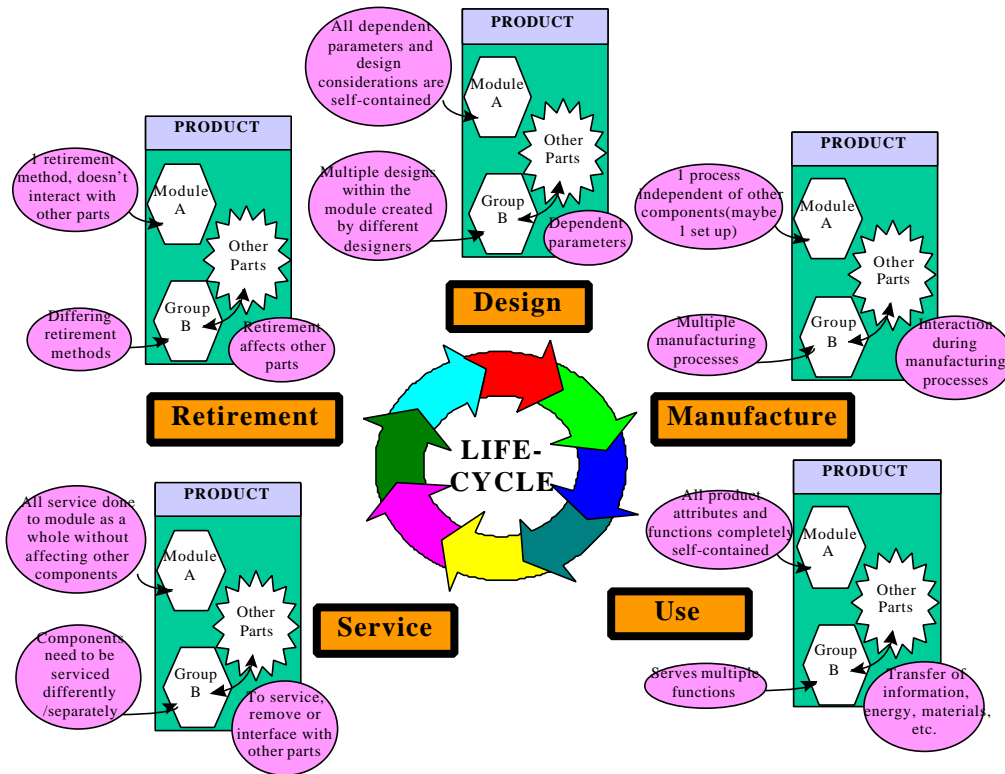 PRODUCT
All dependent
parameters and
design
considerations are
self-contained
Module
A
Other
Parts
Multiple designs
within the
module created
by different
designers
Group
B
Dependent
parameters
Design
PRODUCT
1 retirement
method, doesn't
interact with
other parts
Module
A
Other
Parts
Differing
retirement
methods
Group
B
Retirement
affects other
parts
Retirement
PRODUCT
1 process
independent of other
components(maybe
1 set up)
Module
A
Other
Parts
Multiple
manufacturing
processes
Group
B
Interaction
during
manufacturing
processes
Manufacture
LIFE-
CYCLE
PRODUCT
All service done
to module as a
whole without
affecting other
components
Module
A
Other
Parts
Components
need to be
serviced
differently
/separately
Group
B
To service,
remove or
interface with
other parts
Service
PRODUCT
All product
attributes and
functions completely
self-contained
Module
A
Other
Parts
Serves multiple
functions
Group
B
Transfer of
information,
energy, materials,
etc.
Use